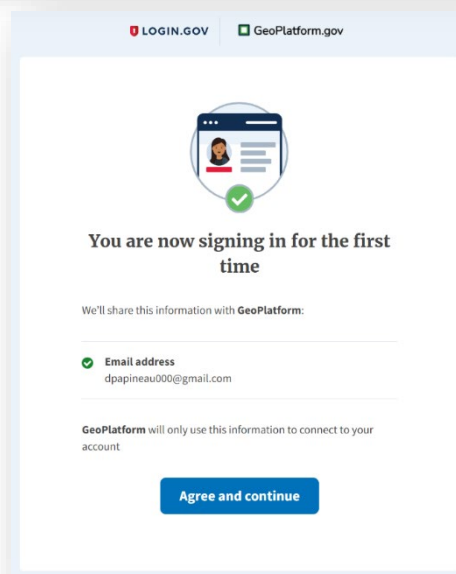 LOGIN.GOV GeoPlatform.gov
You are now signing in for the first
time
We'll share this information with GeoPlatform:
Email address
dpapineau000@gmail.com
GeoPlatform will only use this information to connect to your
account
Agree and continue